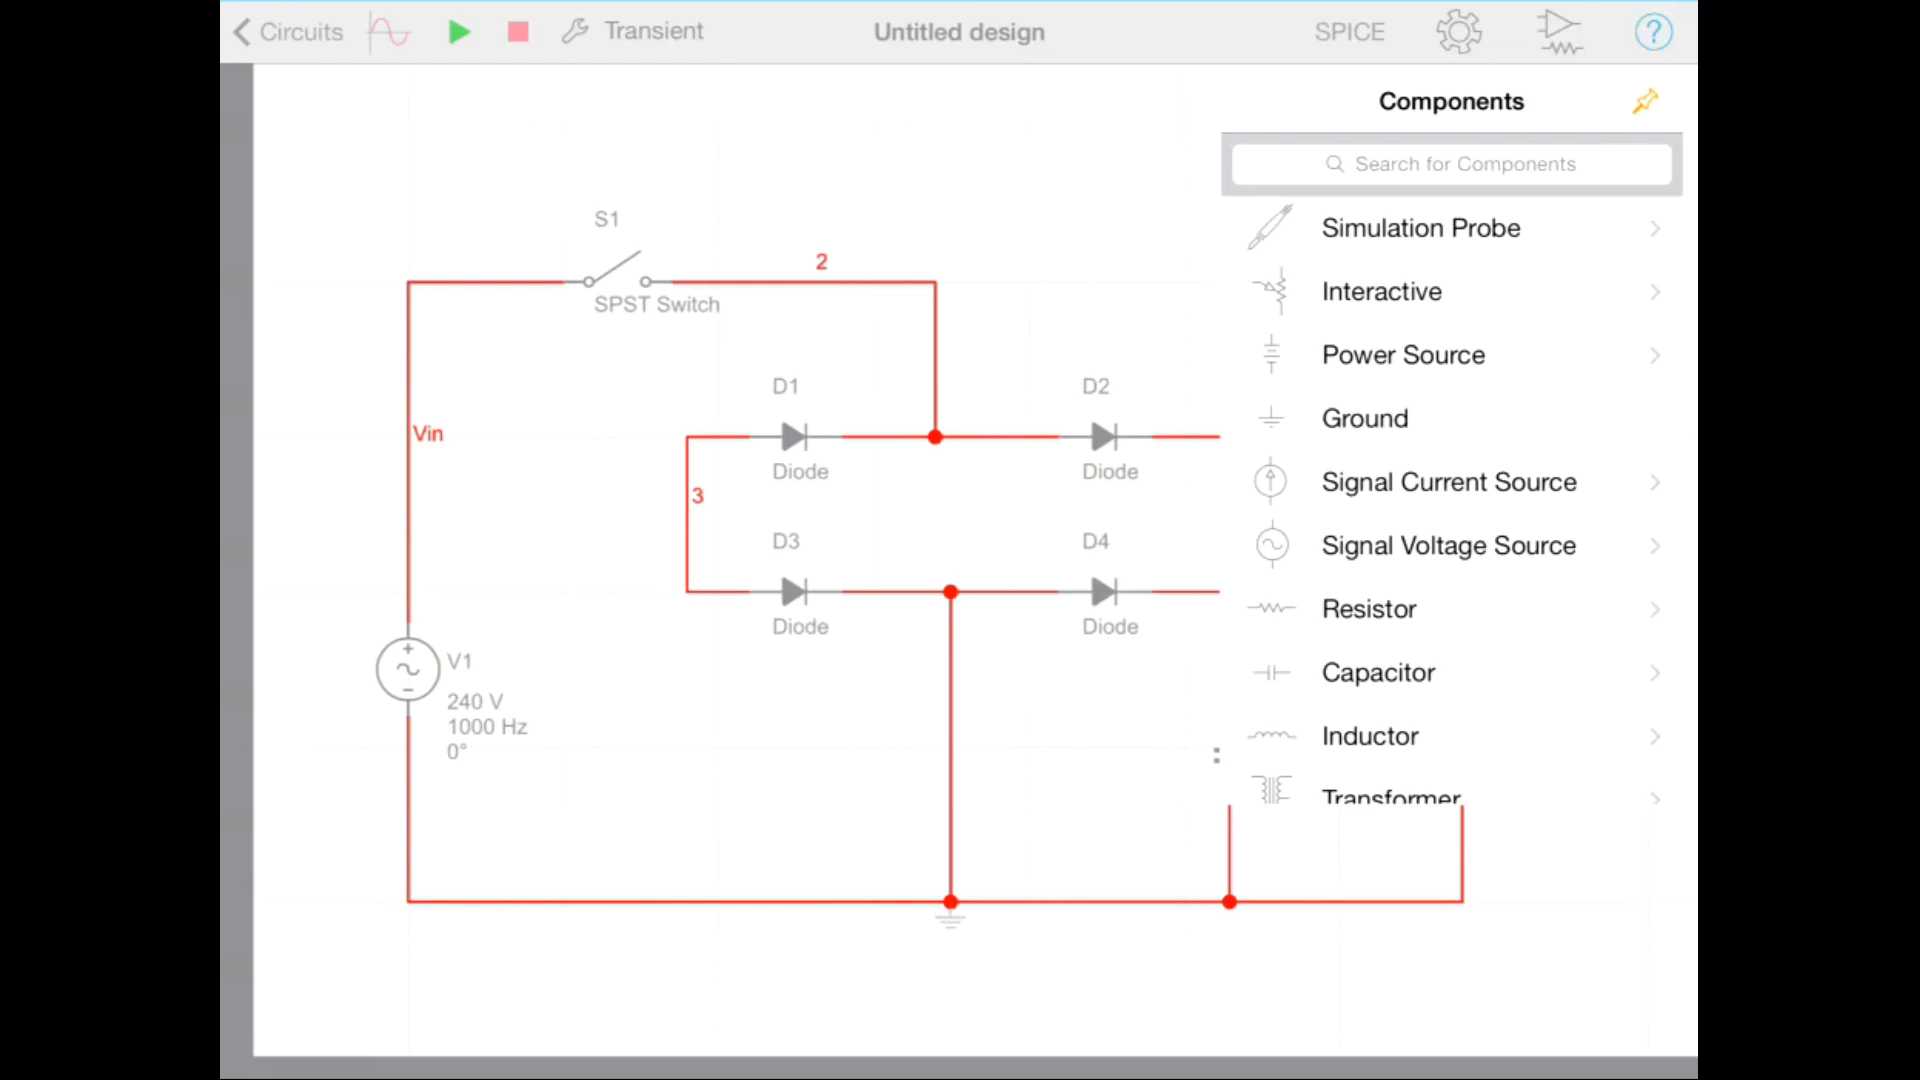 Circuits
Transient
Untitled design
SPICE
?
Components
Search for Components
Simulation Probe
Interactive
Power Source
Ground
Signal Current Source
Signal Voltage Source
Resistor
Capacitor
Inductor
Transformer
S1
2
SPST Switch
Vin
D1
Diode
D2
Diode
3
D3
Diode
D4
Diode
V1
240 V
1000 Hz
0°